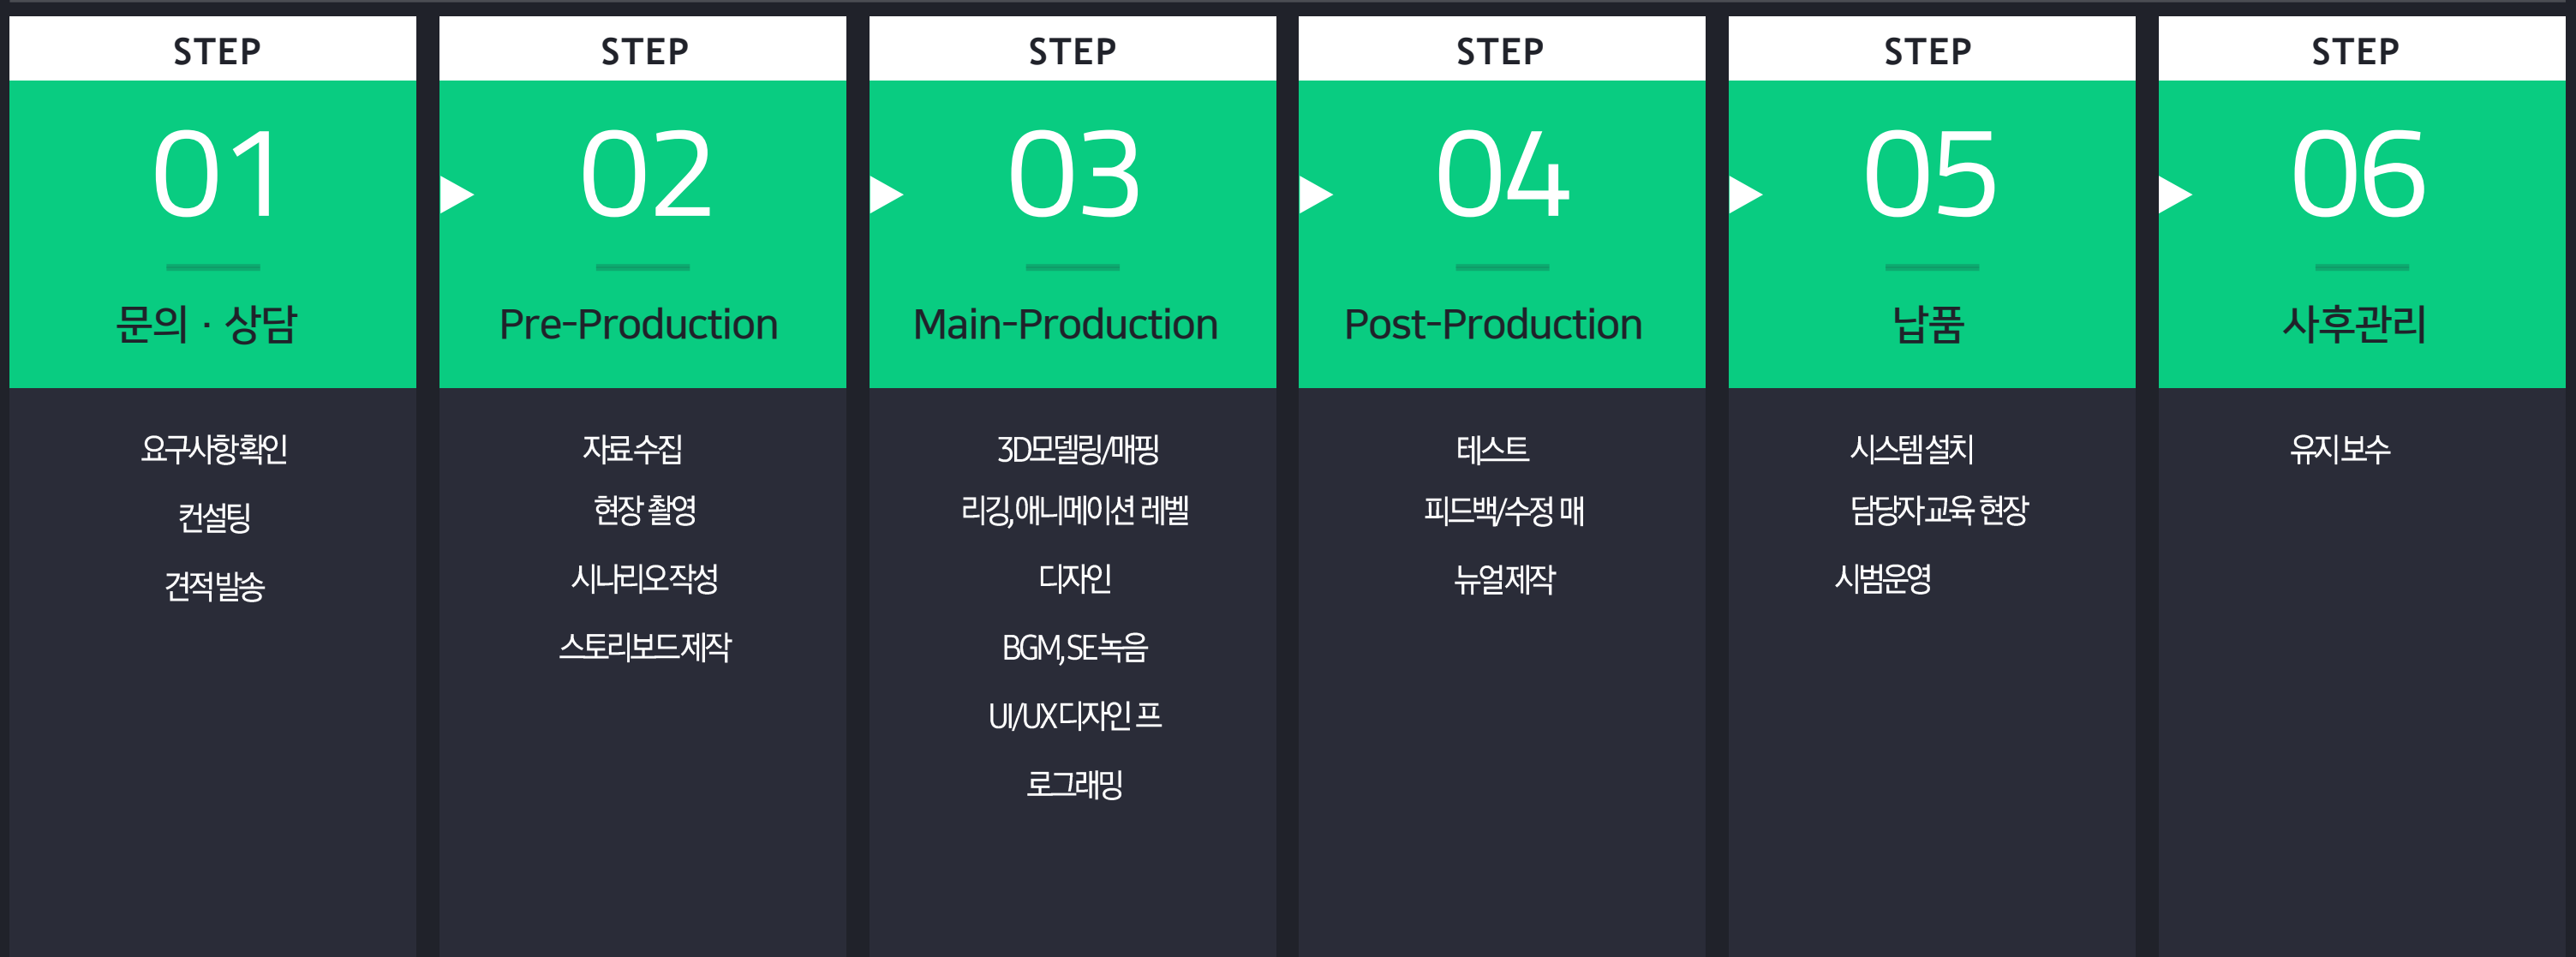 STEP
01
문의 · 상담
요구사항 확인
컨설팅
견적 발송
STEP
02
Pre-Production
자료 수집
현장 촬영
시나리오 작성
스토리보드 제작
STEP
03
Main-Production
3D모델링/매핑
리깅, 애니메이션 레벨
디자인
BGM, SE 녹음
UI/UX 디자인 프
로그래밍
STEP
04
Post-Production
테스트
피드백/수정 매
뉴얼 제작
STEP
05
납품
시스템 설치
담당자 교육 현장
시범운영
STEP
06
사후관리
유지 보수